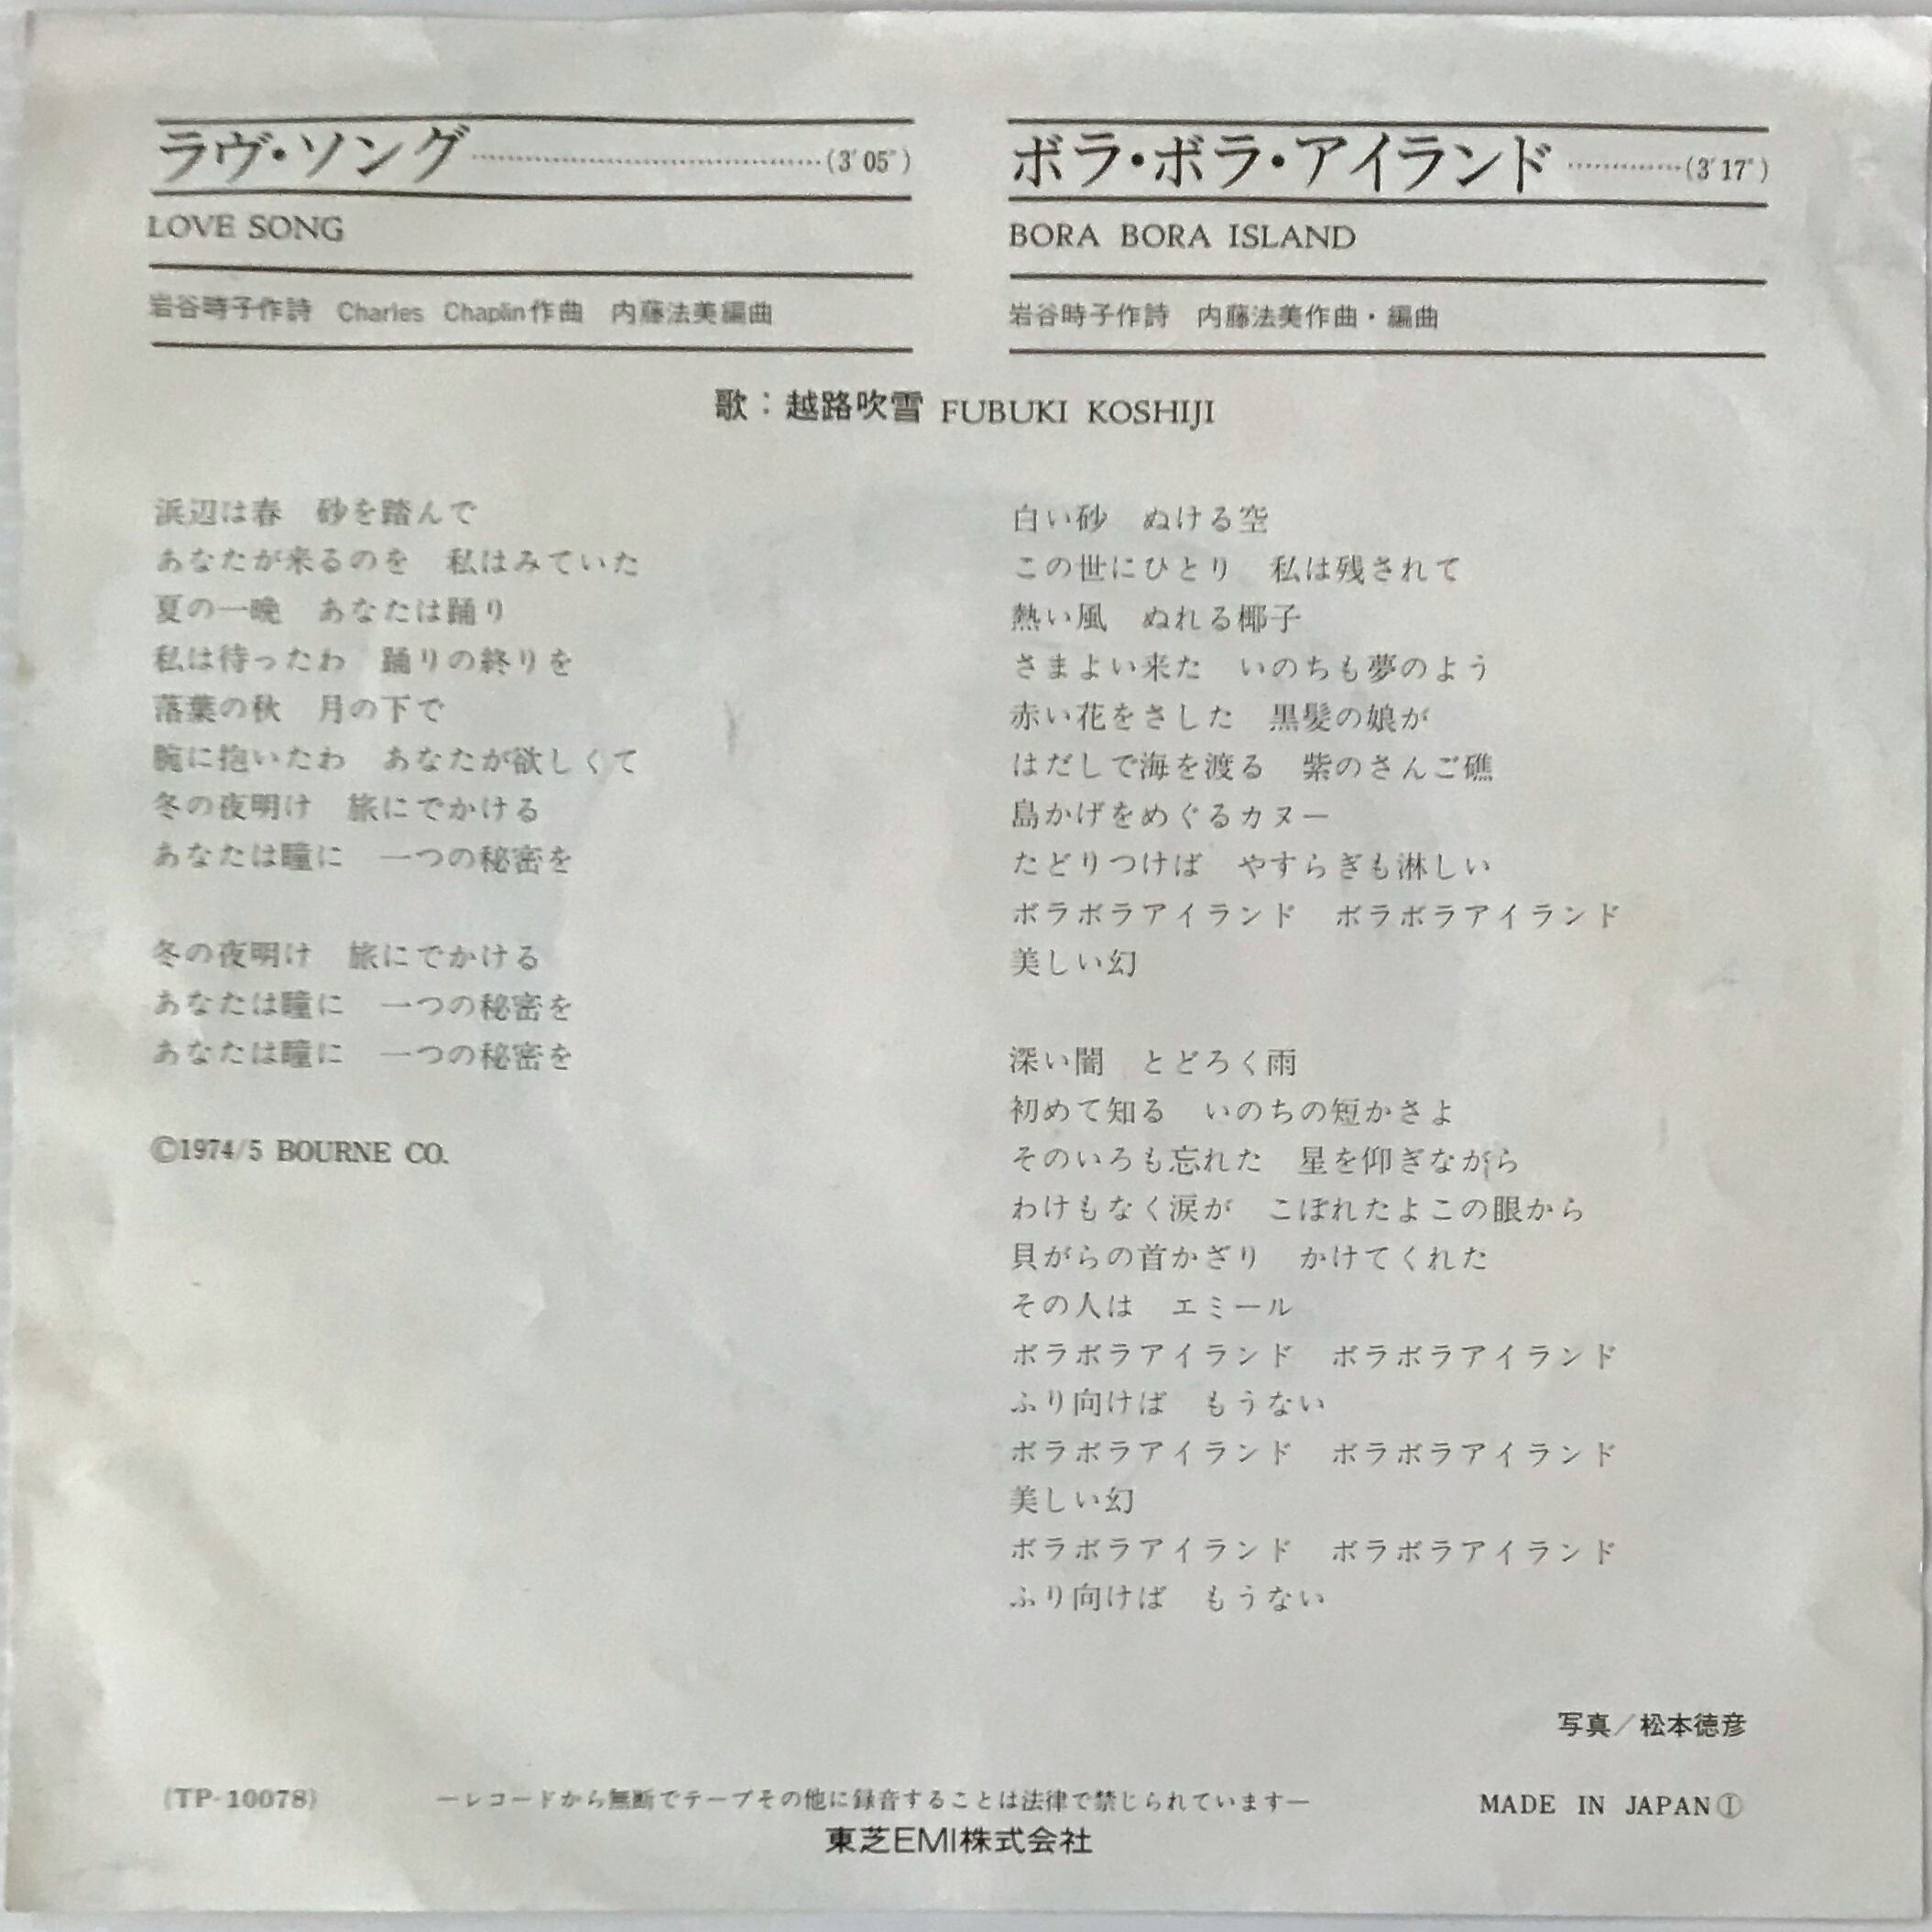 ラヴ・ソング…………………………(3′05″)
LOVE SONG
岩谷時子作詩　Charles Chaplin作曲　内藤法美編曲
ボラ・ボラ・アイランド…………(3′17″)
BORA BORA ISLAND
岩谷時子作詩　内藤法美作曲・編曲
歌：越路吹雪 FUBUKI KOSHIJI
浜辺は春　砂を踏んで
あなたが来るのを　私はみていた
夏の一晩　あなたは踊り
私は待ったわ　踊りの終りを
落葉の秋　月の下で
腕に抱いたわ　あなたが欲しくて
冬の夜明け　旅にでかける
あなたは瞳に　一つの秘密を
冬の夜明け　旅にでかける
あなたは瞳に　一つの秘密を
あなたは瞳に　一つの秘密を
©1974/5 BOURNE CO.
白い砂　ぬける空
この世にひとり　私は残されて
熱い風　ぬれる椰子
さまよい来た　いのちも夢のよう
赤い花をさした　黒髪の娘が
はだしで海を渡る　紫のさんご礁
島かげをめぐるカヌー
たどりつけば　やすらぎも淋しい
ボラボラアイランド　ボラボラアイランド
美しい幻
深い闇　とどろく雨
初めて知る　いのちの短かさよ
そのいろも忘れた　星を仰ぎながら
わけもなく涙が　こぼれたよこの眼から
貝がらの首かざり　かけてくれた
その人は　エミール
ボラボラアイランド　ボラボラアイランド
ふり向けば　もうない
ボラボラアイランド　ボラボラアイランド
美しい幻
ボラボラアイランド　ボラボラアイランド
ふり向けば　もうない
写真／松本徳彦
(TP-10078)
—レコードから無断でテープその他に録音することは法律で禁じられています—
MADE IN JAPAN Ⓘ
東芝EMI株式会社